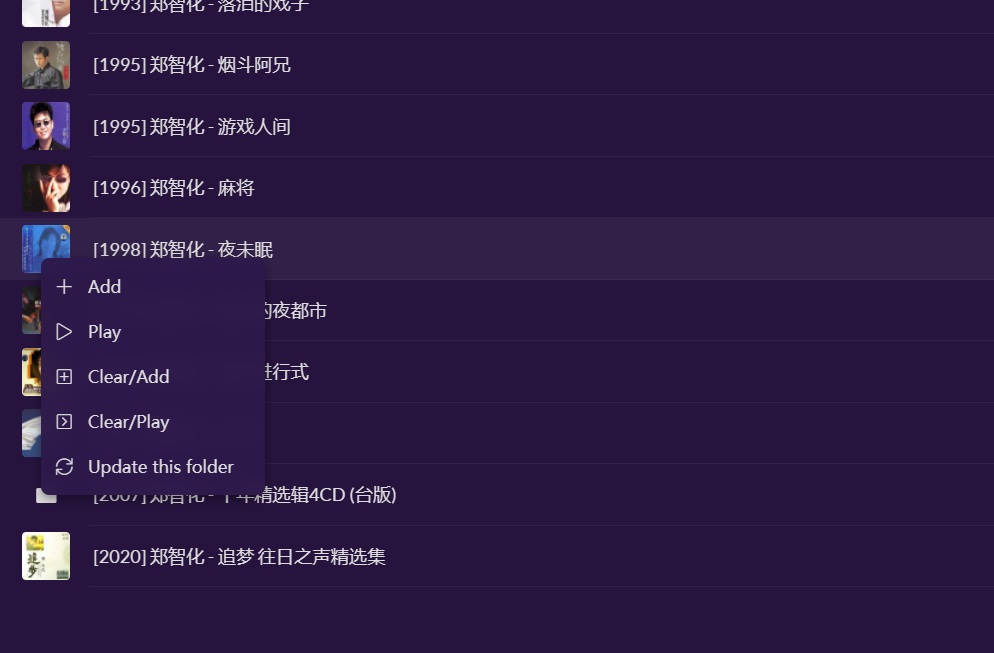 [1993] 郑智化 - 落泪的戏子
[1995] 郑智化 - 烟斗阿兄
[1995] 郑智化 - 游戏人间
[1996] 郑智化 - 麻将
[1998] 郑智化 - 夜未眠
Add
的夜都市
Play
进行式
Clear/Add
Clear/Play
Update this folder
[2007] 郑智化 - 十年精选辑4CD (台版)
[2020] 郑智化 - 追梦 往日之声精选集
追梦